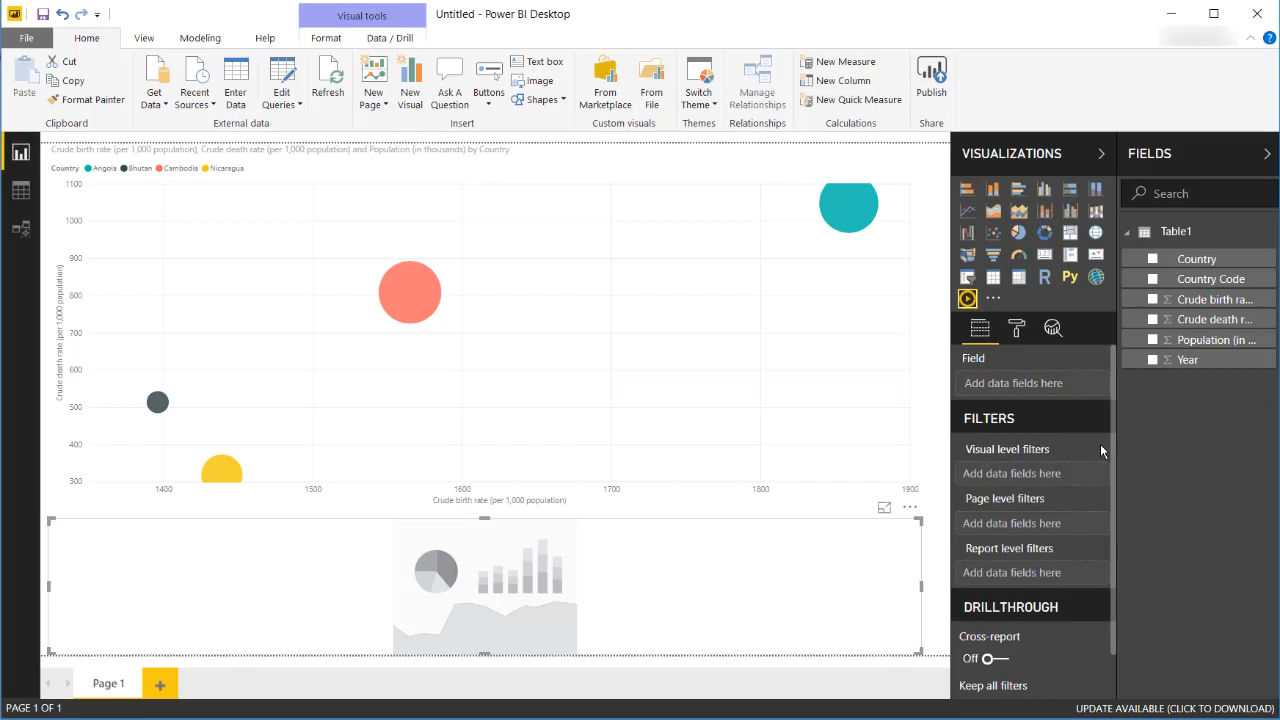 Visual tools
Untitled - Power BI Desktop
File
Home
View
Modeling
Help
Format
Data / Drill
Paste
Cut
Copy
Format Painter
Clipboard
Get Data
Recent Sources
Enter Data
Edit Queries
Refresh
External data
New Page
New Visual
Ask A Question
Buttons
Text box
Image
Shapes
Insert
From Marketplace
From File
Custom visuals
Switch Theme
Themes
Manage Relationships
Relationships
New Measure
New Column
New Quick Measure
Calculations
Publish
Share
Crude birth rate (per 1,000 population), Crude death rate (per 1,000 population) and Population (in thousands) by Country
Country Angola Bhutan Cambodia Nicaragua
Crude death rate (per 1,000 population)
1100
1000
900
800
700
600
500
400
300
1400 1500 1600 1700 1800 1900
Crude birth rate (per 1,000 population)
Page 1
PAGE 1 OF 1
VISUALIZATIONS
R
Py
Field
Add data fields here
FILTERS
Visual level filters
Add data fields here
Page level filters
Add data fields here
Report level filters
Add data fields here
DRILLTHROUGH
Cross-report
Off
Keep all filters
FIELDS
Search
Table1
Country
Country Code
Crude birth ra...
Crude death r...
Population (in ...
Year
UPDATE AVAILABLE (CLICK TO DOWNLOAD)